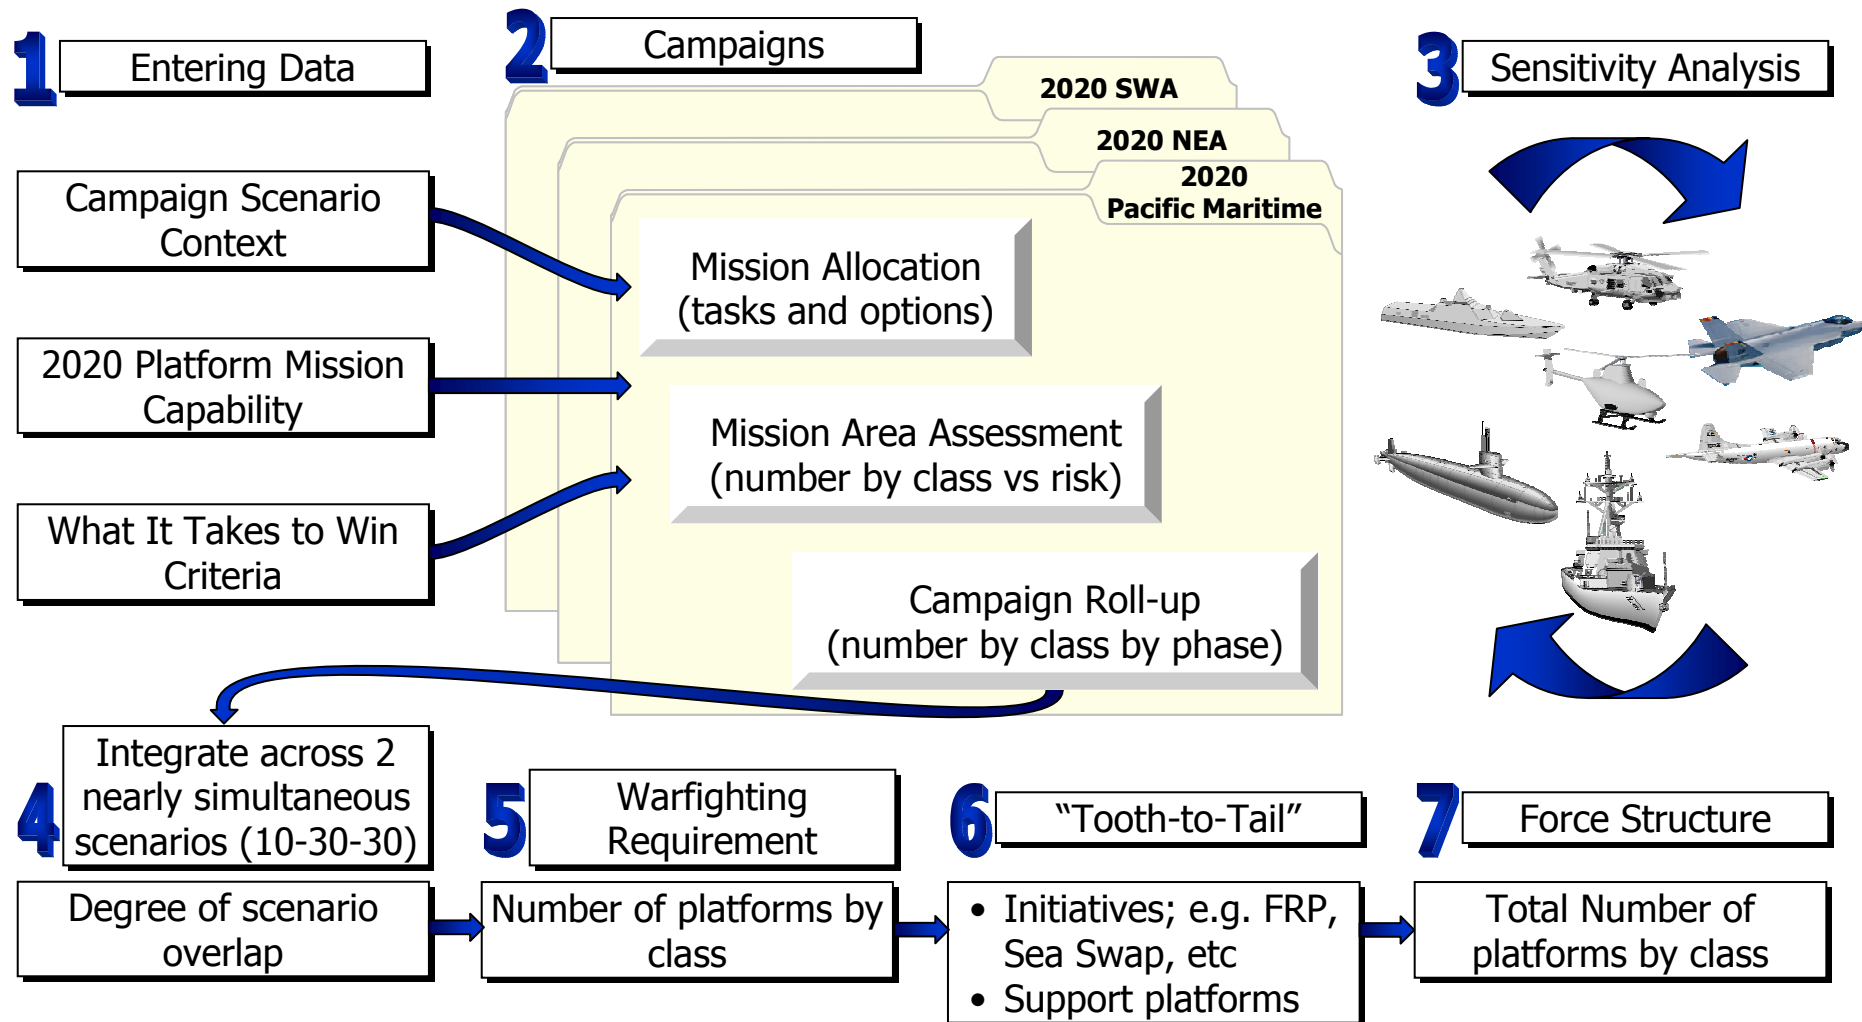 1
Entering Data
2
Campaigns
3
Sensitivity Analysis
2020 SWA
2020 NEA
2020
Pacific Maritime
Campaign Scenario
Context
2020 Platform Mission
Capability
What It Takes to Win
Criteria
Mission Allocation
(tasks and options)
Mission Area Assessment
(number by class vs risk)
Campaign Roll-up
(number by class by phase)
4
Integrate across 2
nearly simultaneous
scenarios (10-30-30)
Degree of scenario
overlap
5
Warfighting
Requirement
Number of platforms by
class
6
“Tooth-to-Tail”
• Initiatives; e.g. FRP,
Sea Swap, etc
• Support platforms
7
Force Structure
Total Number of
platforms by class